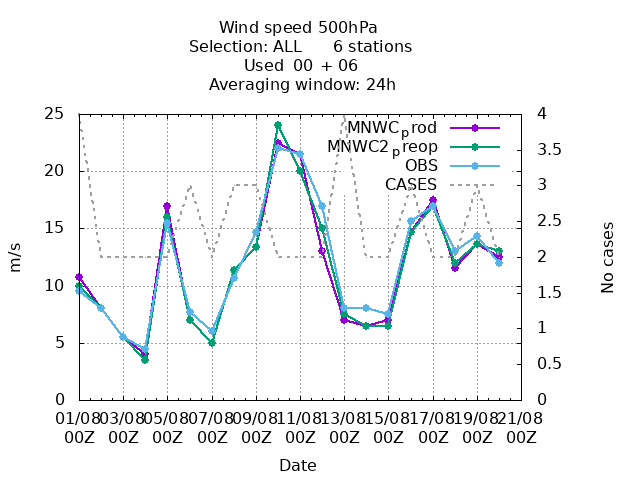 Wind speed 500hPa
Selection: ALL 6 stations
Used 00 + 06
Averaging window: 24h
25 4
MNWCprod
MNWC2preop
OBS
CASES
20 3.5
3
15 2.5
m/s No cases
2
10 1.5
5 1
0.5
0 0
01/08 03/08 05/08 07/08 09/08 11/08 13/08 15/08 17/08 19/08 21/08
00Z 00Z 00Z 00Z 00Z 00Z 00Z 00Z 00Z 00Z 00Z
Date